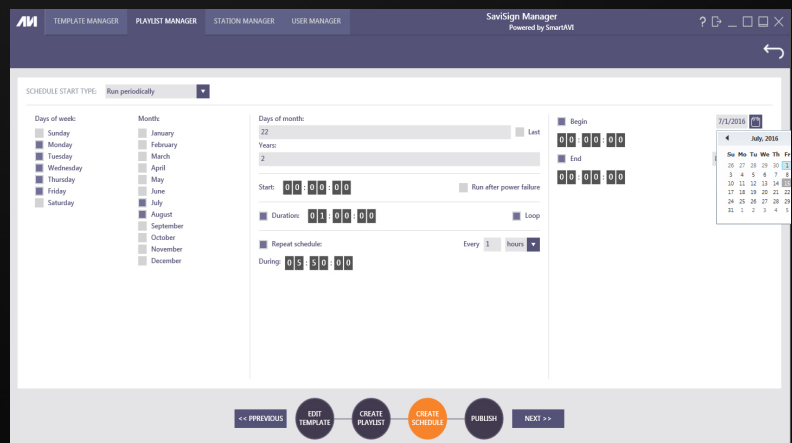 AVI TEMPLATE MANAGER PLAYLIST MANAGER STATION MANAGER USER MANAGER SaviSign Manager ?
Powered by SmartAVI
SCHEDULE START TYPE: Run periodically
Days of week: Month: Days of month: Begin 7/1/2016
Sunday January 22 Last 00:00:00 July, 2016
Monday February Years: End Su Mo Tu We Th Fr
Tuesday March 2 00:00:00 26 27 28 29 30 1
Wednesday April 3 4 5 6 7 8
Thursday May Start: 00:00:00 Run after power failure 10 11 12 13 14 15
Friday June 17 18 19 20 21 22
Saturday July 24 25 26 27 28 29
August Duration: 01:00:00 Loop 31 1 2 3 4 5
September
October
November Repeat schedule: Every 1 hours
December During: 05:50:00
<< PPREVIOUS EDIT TEMPLATE CREATE PLAYLIST CREATE SCHEDULE PUBLISH NEXT >>